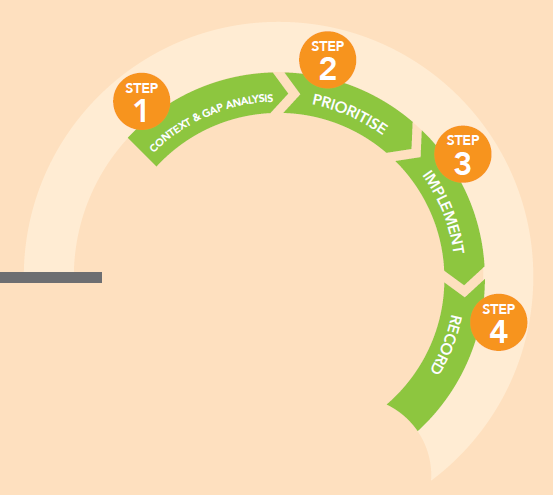 STEP
1
CONTEXT & GAP ANALYSIS
STEP
2
PRIORITISE
STEP
3
IMPLEMENT
STEP
4
RECORD